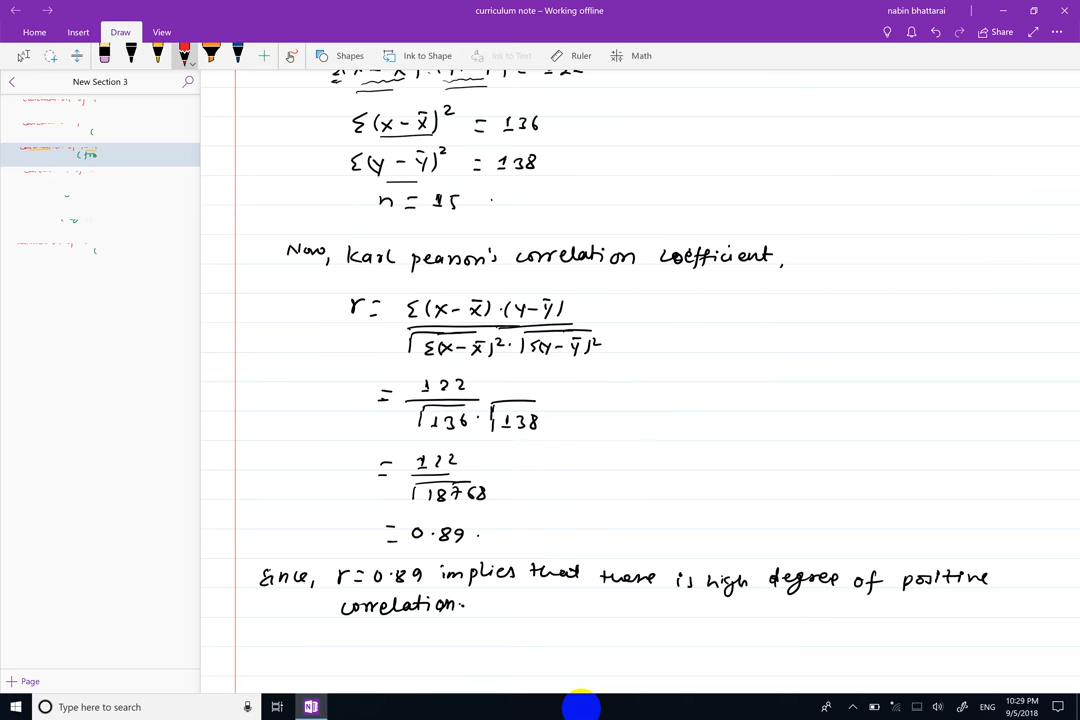 curriculum note – Working offline
nabin bhattarai
Home Insert Draw View
Share
Shapes Ink to Shape Ink to Text Ruler Math
New Section 3
Σ(x – x̄)² = 136
Σ(y – ȳ)² = 138
n = 15
Now, Karl pearson's correlation coefficient,
r = Σ(x – x̄)·(y – ȳ)
√Σ(x – x̄)² · √Σ(y – ȳ)²
= 122
√136 · √138
= 122
√18768
= 0.89
Since, r = 0.89 implies that there is high degree of positive
correlation.
+ Page
Type here to search
ENG
10:29 PM
9/5/2018